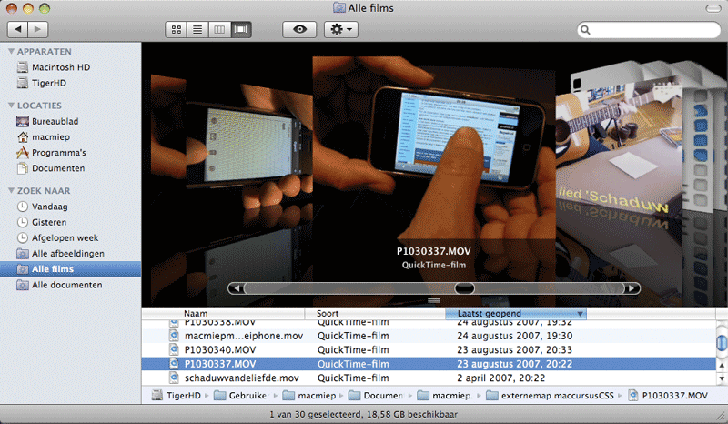 Alle films
APPARATEN
Macintosh HD
TigerHD
LOCATIES
Bureaublad
macmiep
Programma's
Documenten
ZOEK NAAR
Vandaag
Gisteren
Afgelopen week
Alle afbeeldingen
Alle films
Alle documenten
lied 'Schaduw
P1030337.MOV
QuickTime-film
Naam Soort Laatst geopend
P1030338.MOV QuickTime-film 24 augustus 2007, 19:32
macmiepm...eiphone.mov QuickTime-film 24 augustus 2007, 19:30
P1030340.MOV QuickTime-film 23 augustus 2007, 20:33
P1030337.MOV QuickTime-film 23 augustus 2007, 20:22
schaduwvandeliefde.mov QuickTime-film 2 april 2007, 20:22
TigerHD Gebruike macmiep Documen macmiep externemap maccursusCSS P1030337.MOV
1 van 30 geselecteerd, 18,58 GB beschikbaar